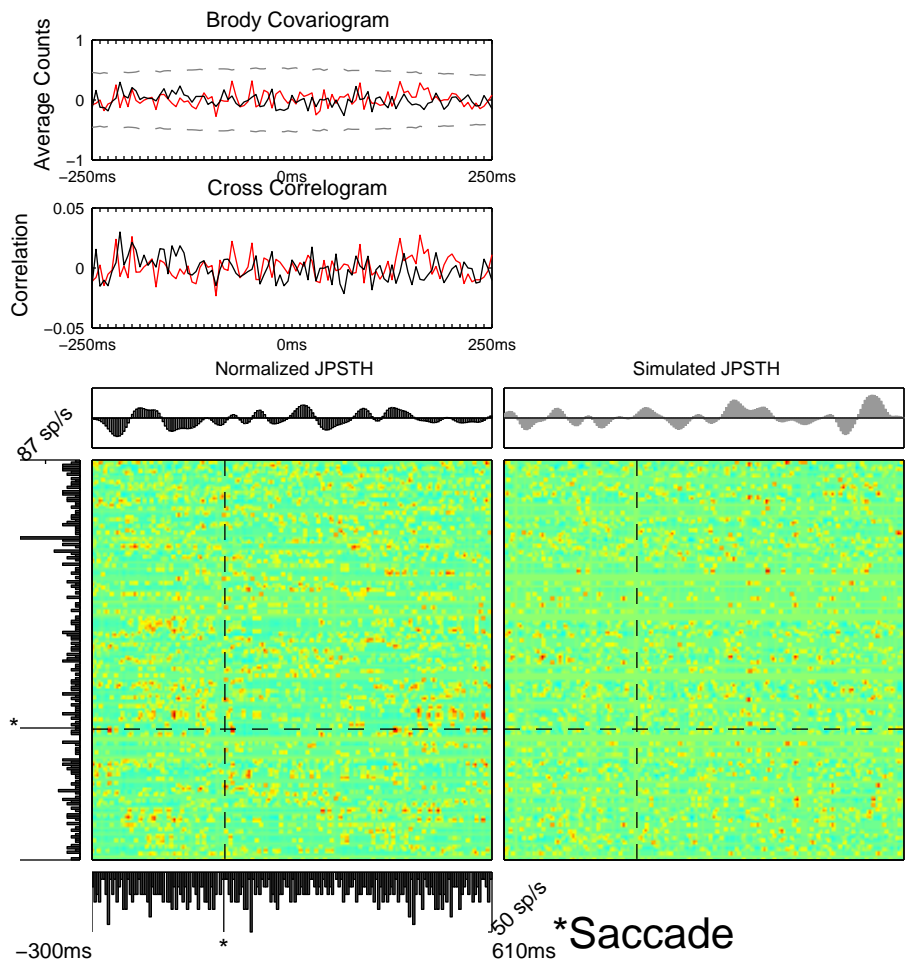 Brody Covariogram
Average Counts
1
0
−1
−250ms
0ms
250ms
Cross Correlogram
Correlation
0.05
0
−0.05
−250ms
0ms
250ms
Normalized JPSTH
Simulated JPSTH
87 sp/s
*
50 sp/s
*
*Saccade
−300ms
610ms